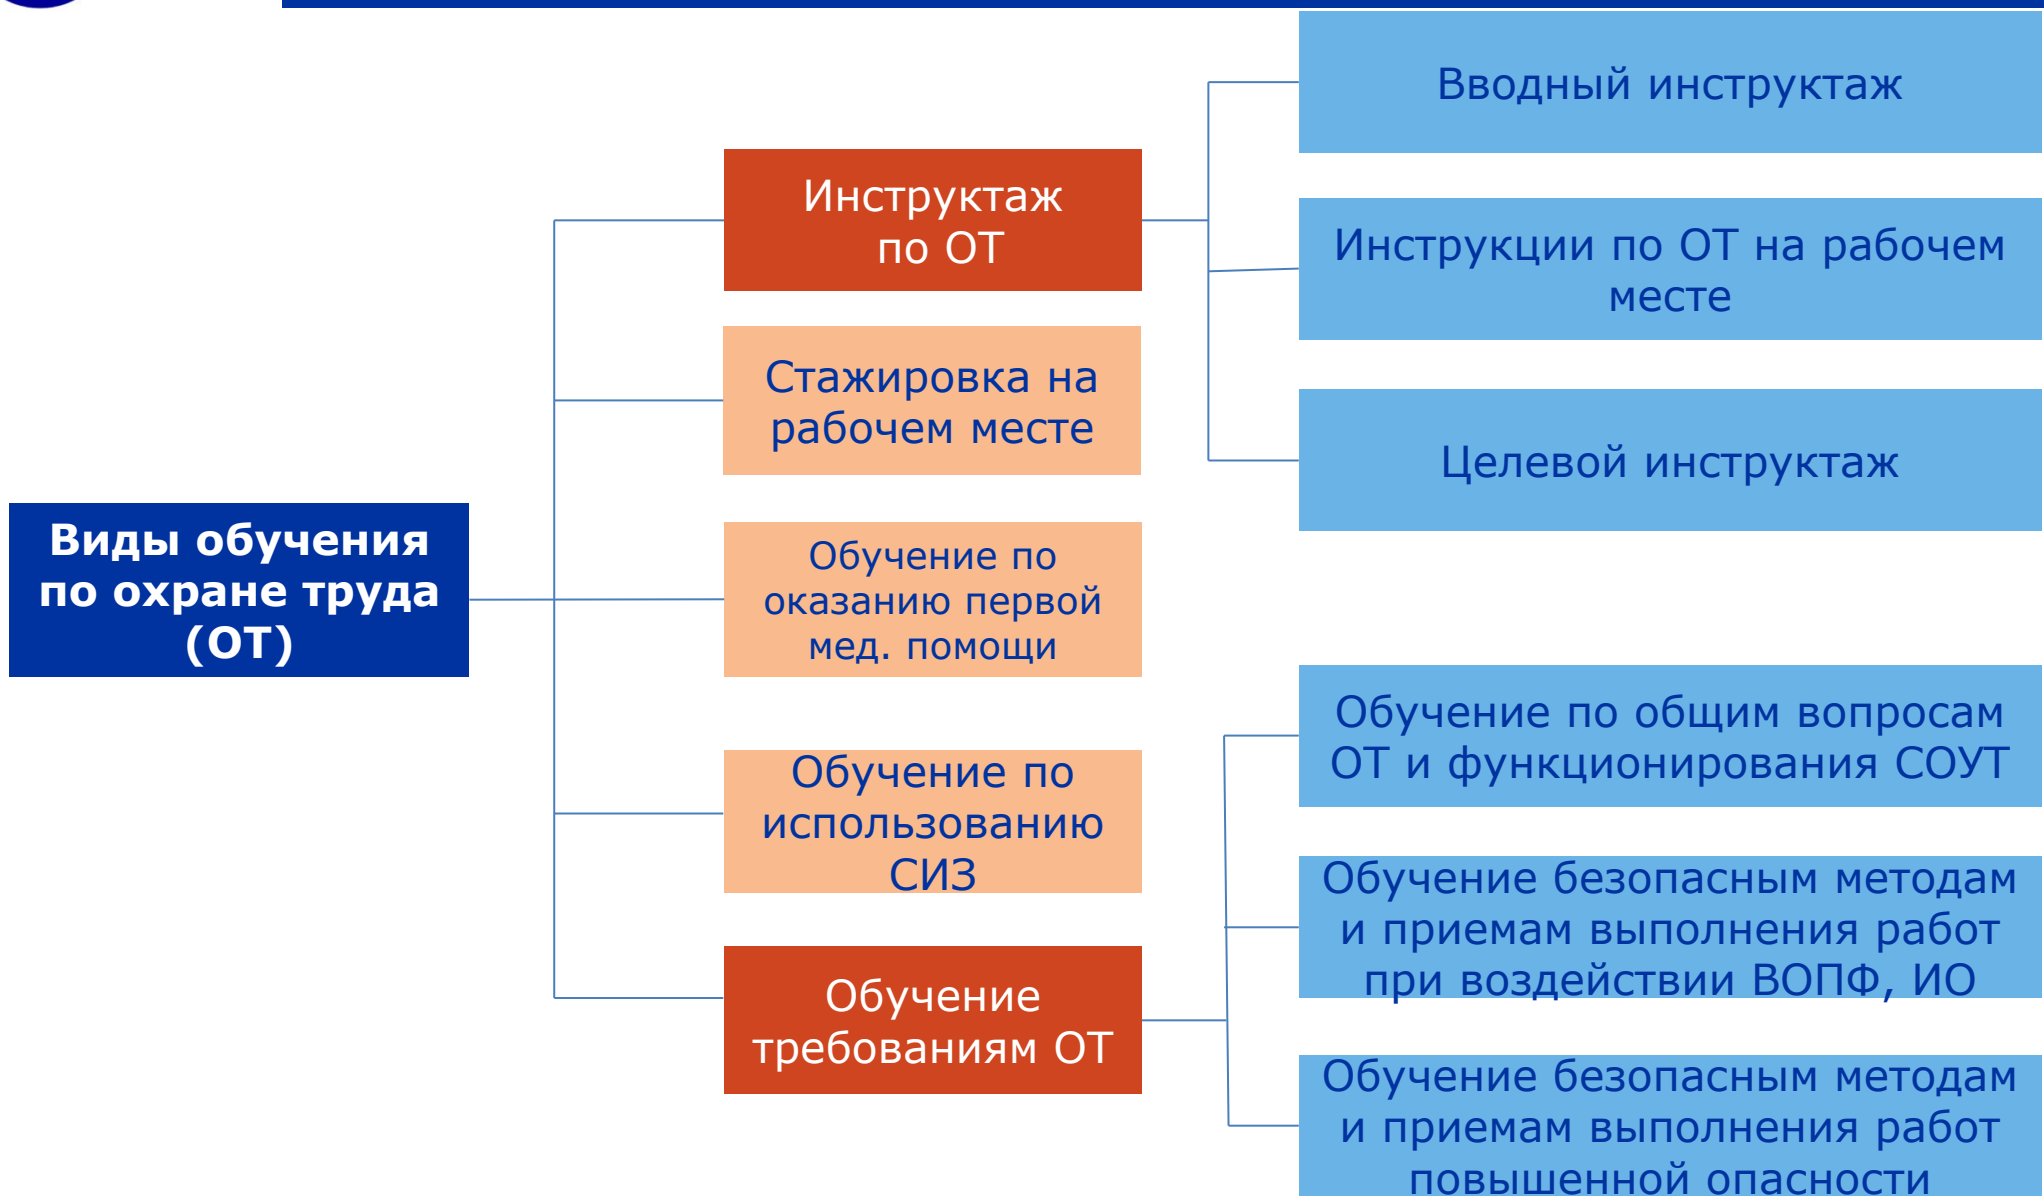 Виды обучения
по охране труда
(ОТ)
Инструктаж
по ОТ
Стажировка на
рабочем месте
Обучение по
оказанию первой
мед. помощи
Обучение по
использованию
СИЗ
Обучение
требованиям ОТ
Вводный инструктаж
Инструкции по ОТ на рабочем
месте
Целевой инструктаж
Обучение по общим вопросам
ОТ и функционирования СОУТ
Обучение безопасным методам
и приемам выполнения работ
при воздействии ВОПФ, ИО
Обучение безопасным методам
и приемам выполнения работ
повышенной опасности